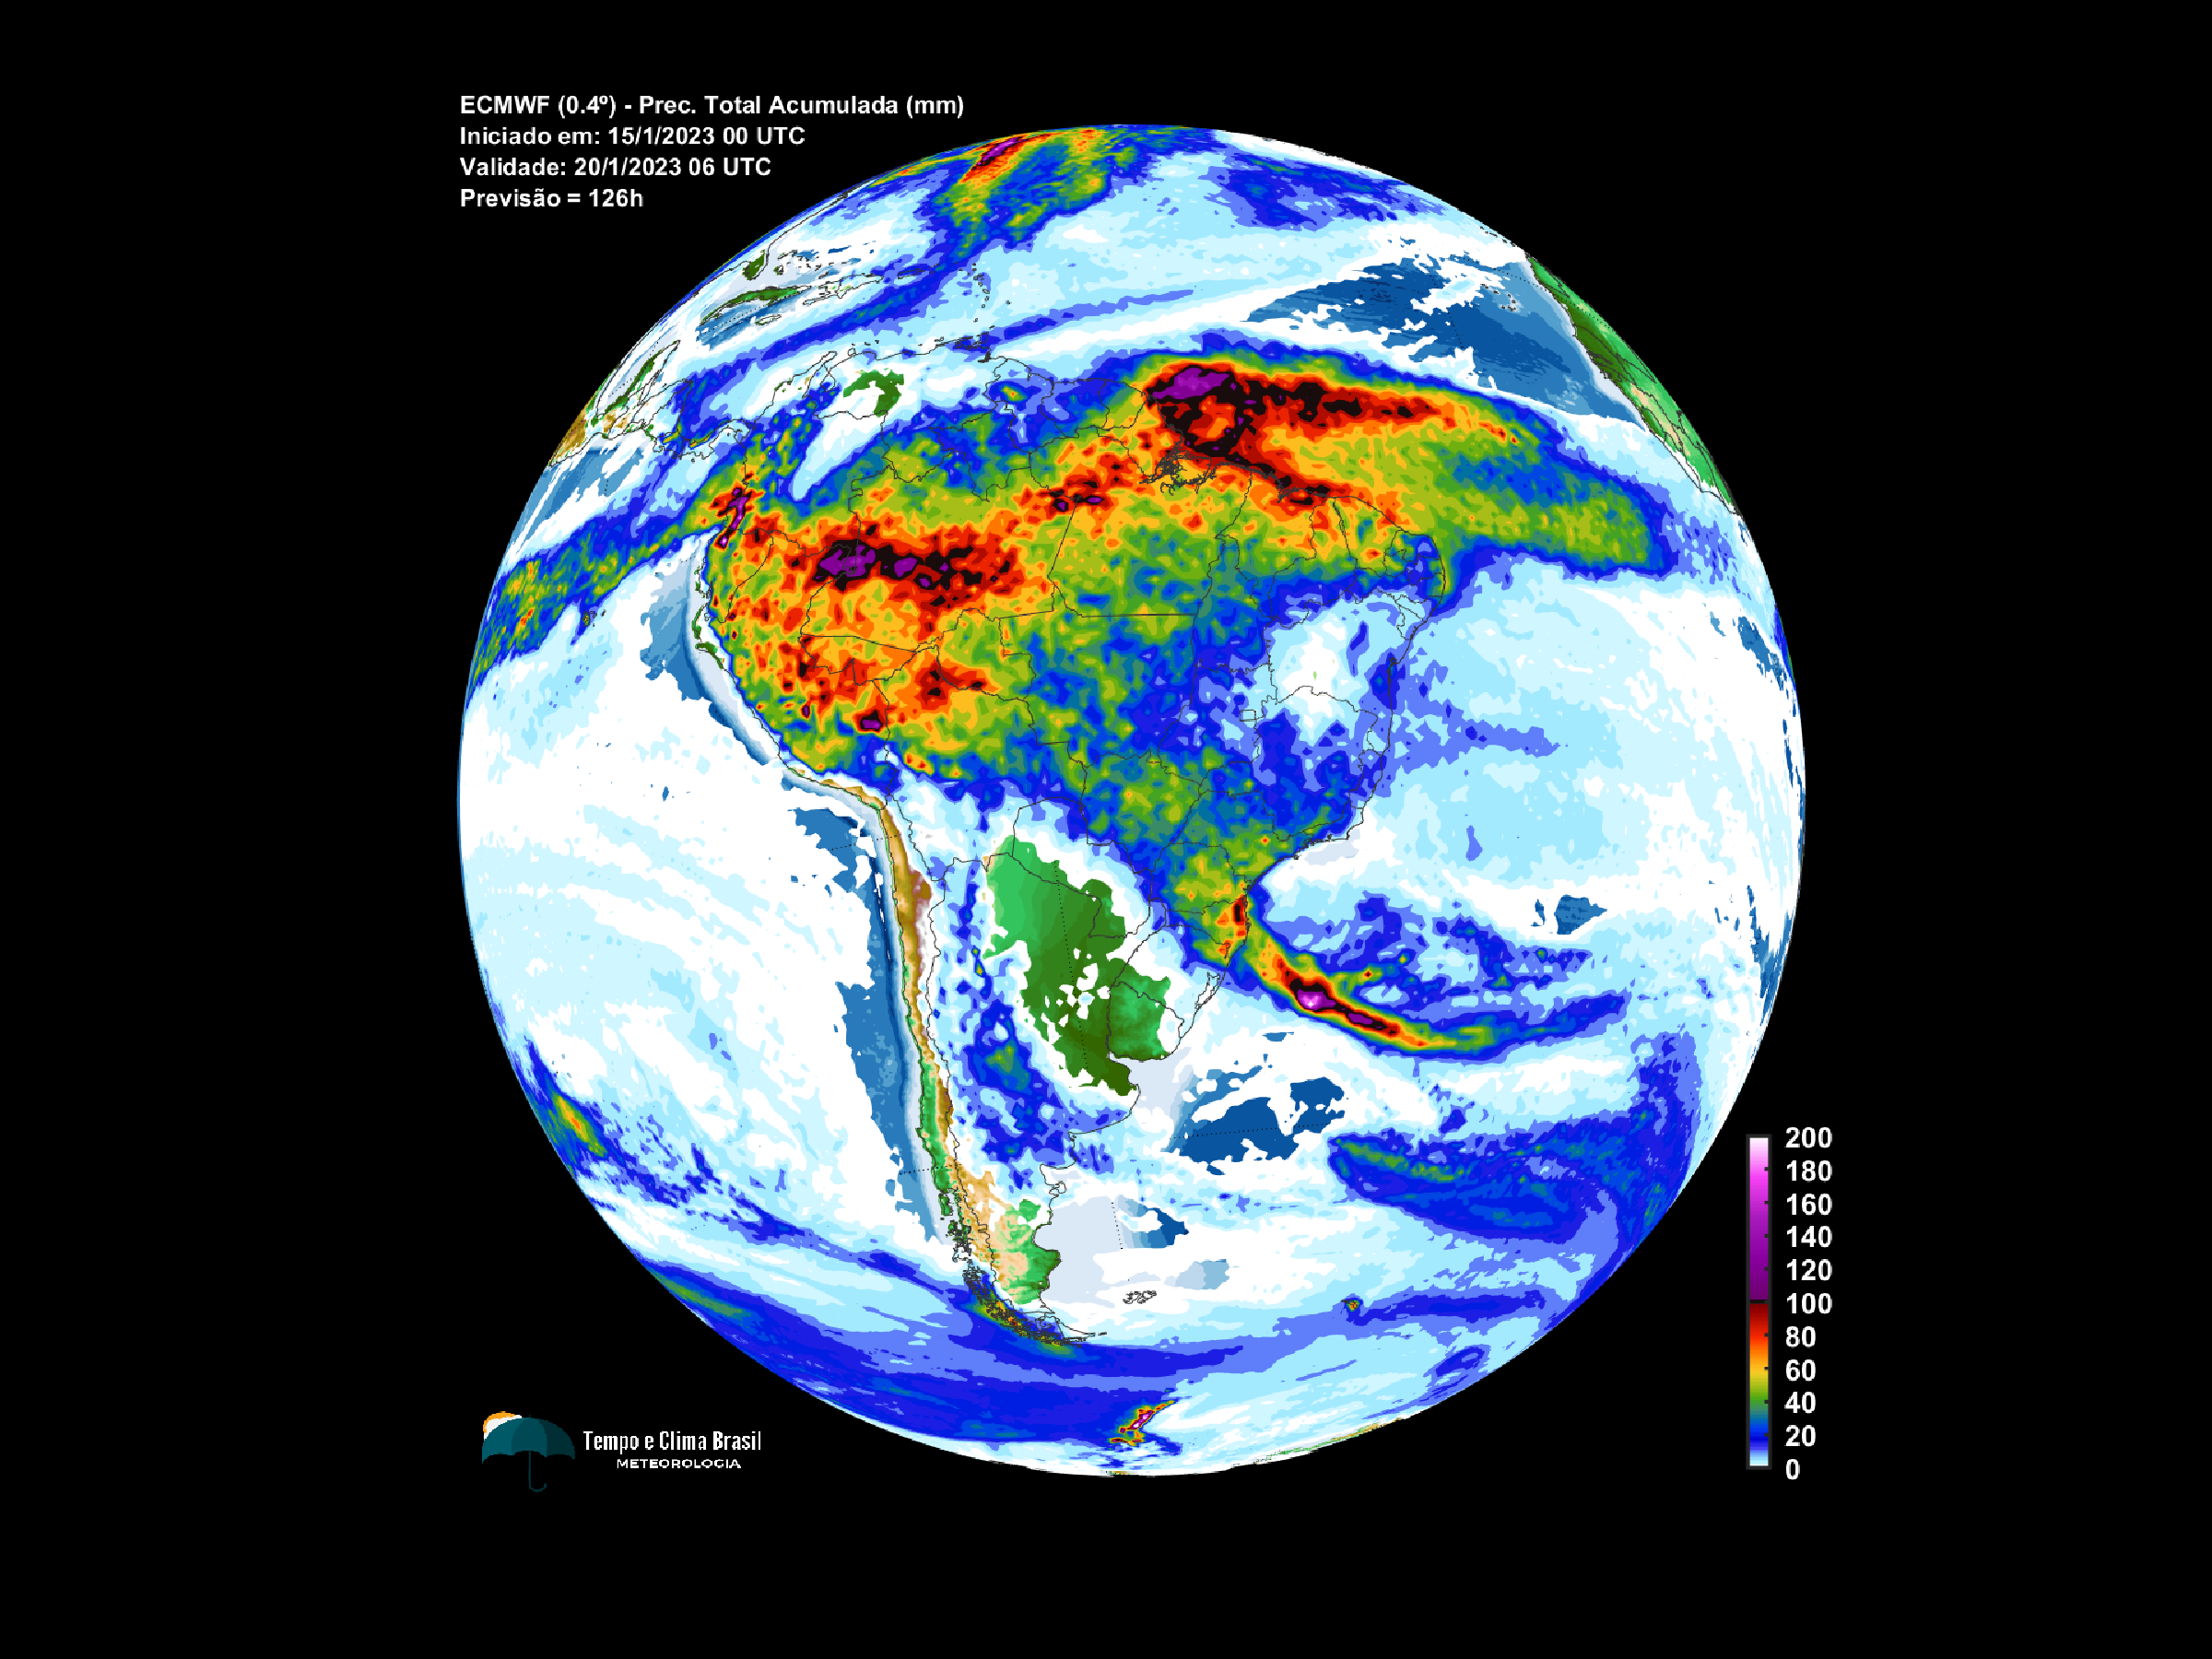 ECMWF (0.4º) - Prec. Total Acumulada (mm)
Iniciado em: 15/1/2023 00 UTC
Validade: 20/1/2023 06 UTC
Previsão = 126h
200
180
160
140
120
100
80
60
40
20
0
Tempo e Clima Brasil
METEOROLOGIA